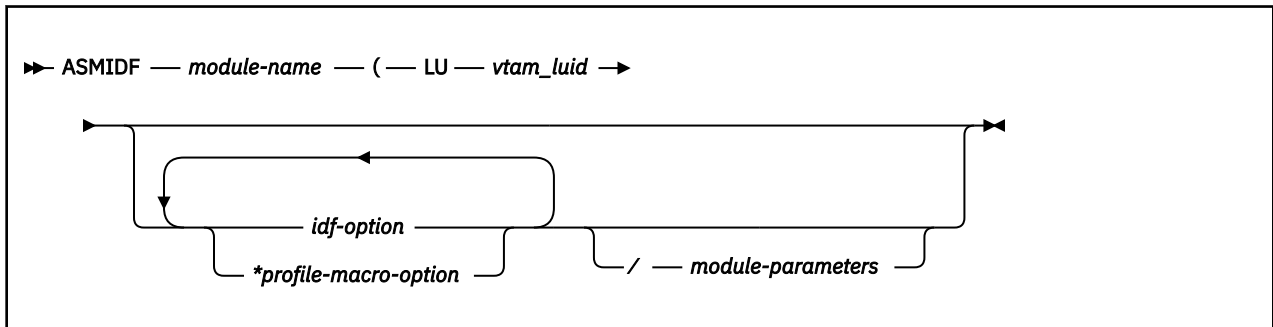 ASMIDF module-name ( LU vtam_luid
idf-option
*profile-macro-option
/ module-parameters